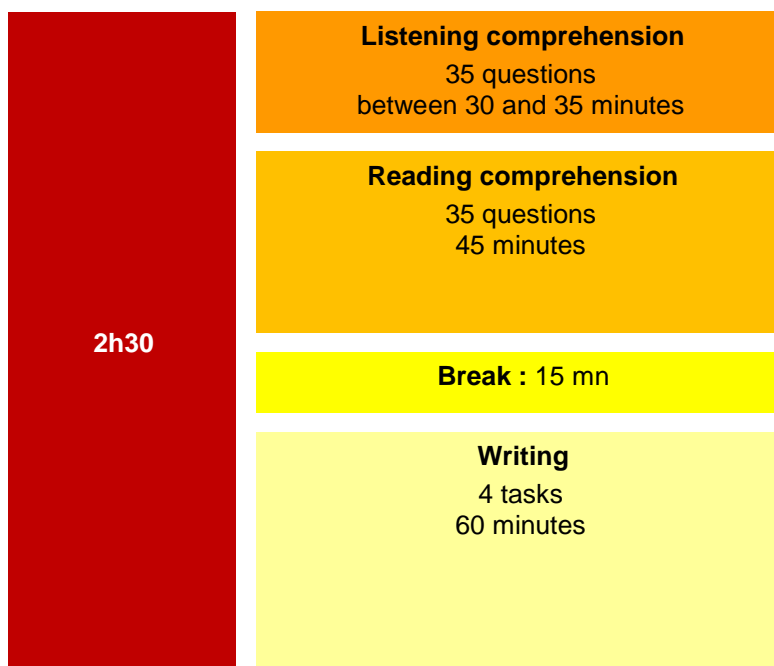 2h30
Listening comprehension
35 questions
between 30 and 35 minutes
Reading comprehension
35 questions
45 minutes
Break : 15 mn
Writing
4 tasks
60 minutes